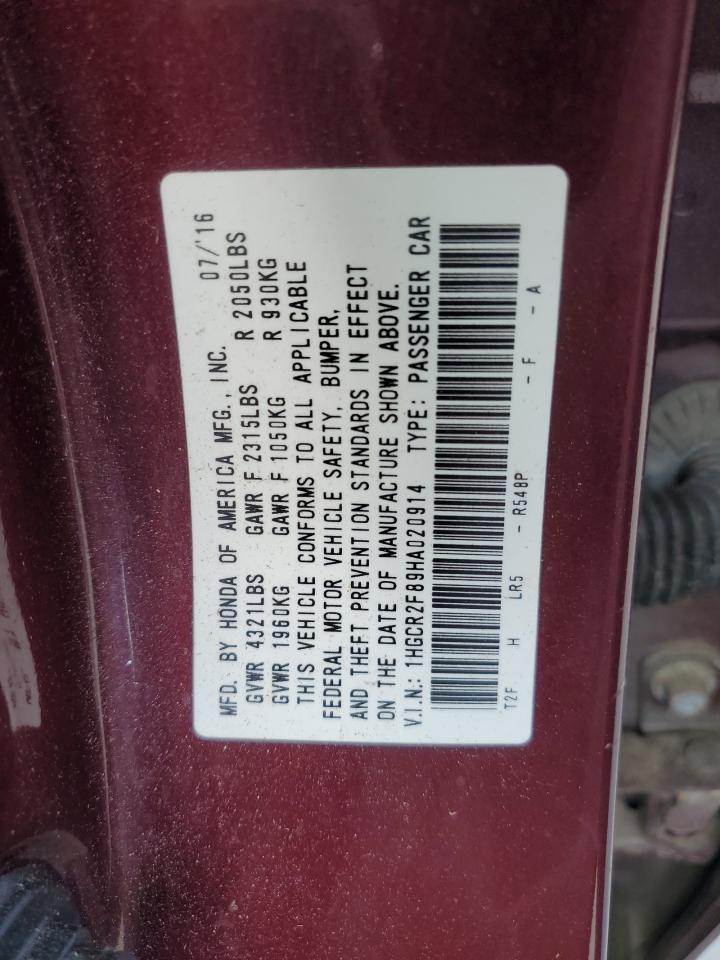 MFD. BY HONDA OF AMERICA MFG., INC. 07/'16
GVWR 4321LBS GAWR F 2315LBS R 2050LBS
GVWR 1960KG GAWR F 1050KG R 930KG
THIS VEHICLE CONFORMS TO ALL APPLICABLE
FEDERAL MOTOR VEHICLE SAFETY, BUMPER,
AND THEFT PREVENTION STANDARDS IN EFFECT
ON THE DATE OF MANUFACTURE SHOWN ABOVE.
V.I.N.: 1HGCR2F89HA020914 TYPE: PASSENGER CAR
T2F H LR5 - R548P - F - A